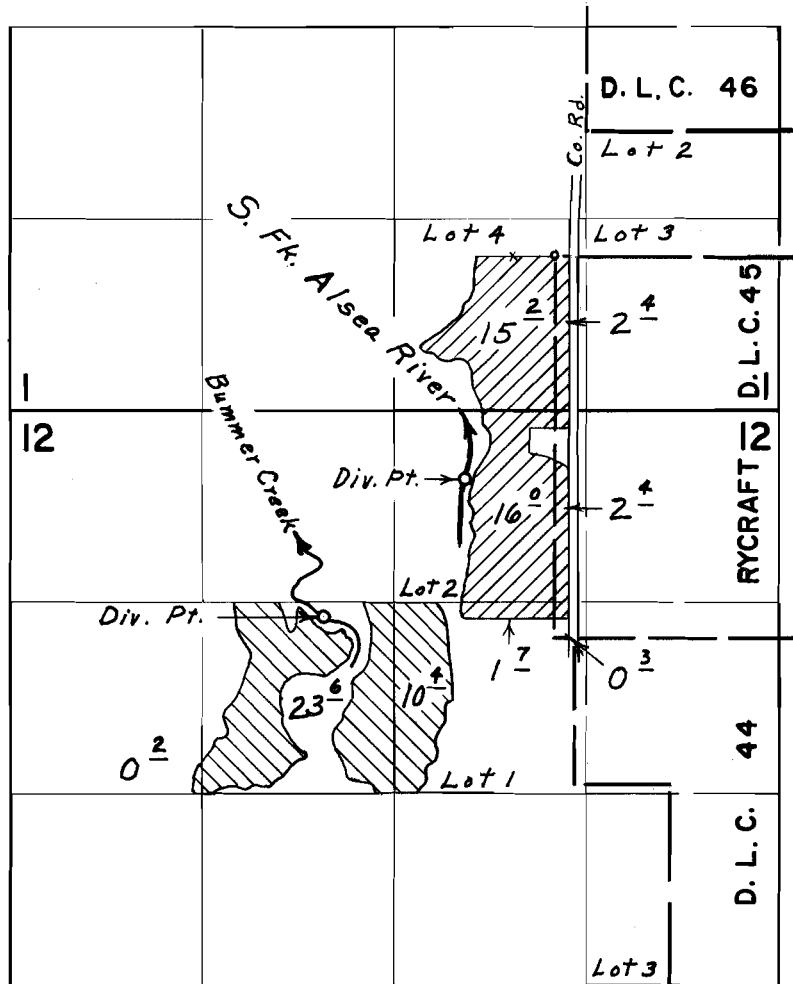 D. L. C. 46
Co. Rd.
Lot 2
S. Fk. Alsea River
Lot 4
Lot 3
15 2
2 4
D. L. C. 45
1
1
12
12
Bummer Creek
Div. Pt.
16 0
2 4
RYCRAFT
Lot 2
Div. Pt.
1 7
0 3
23 6
10 4
0 2
Lot 1
D. L. C. 44
Lot 3